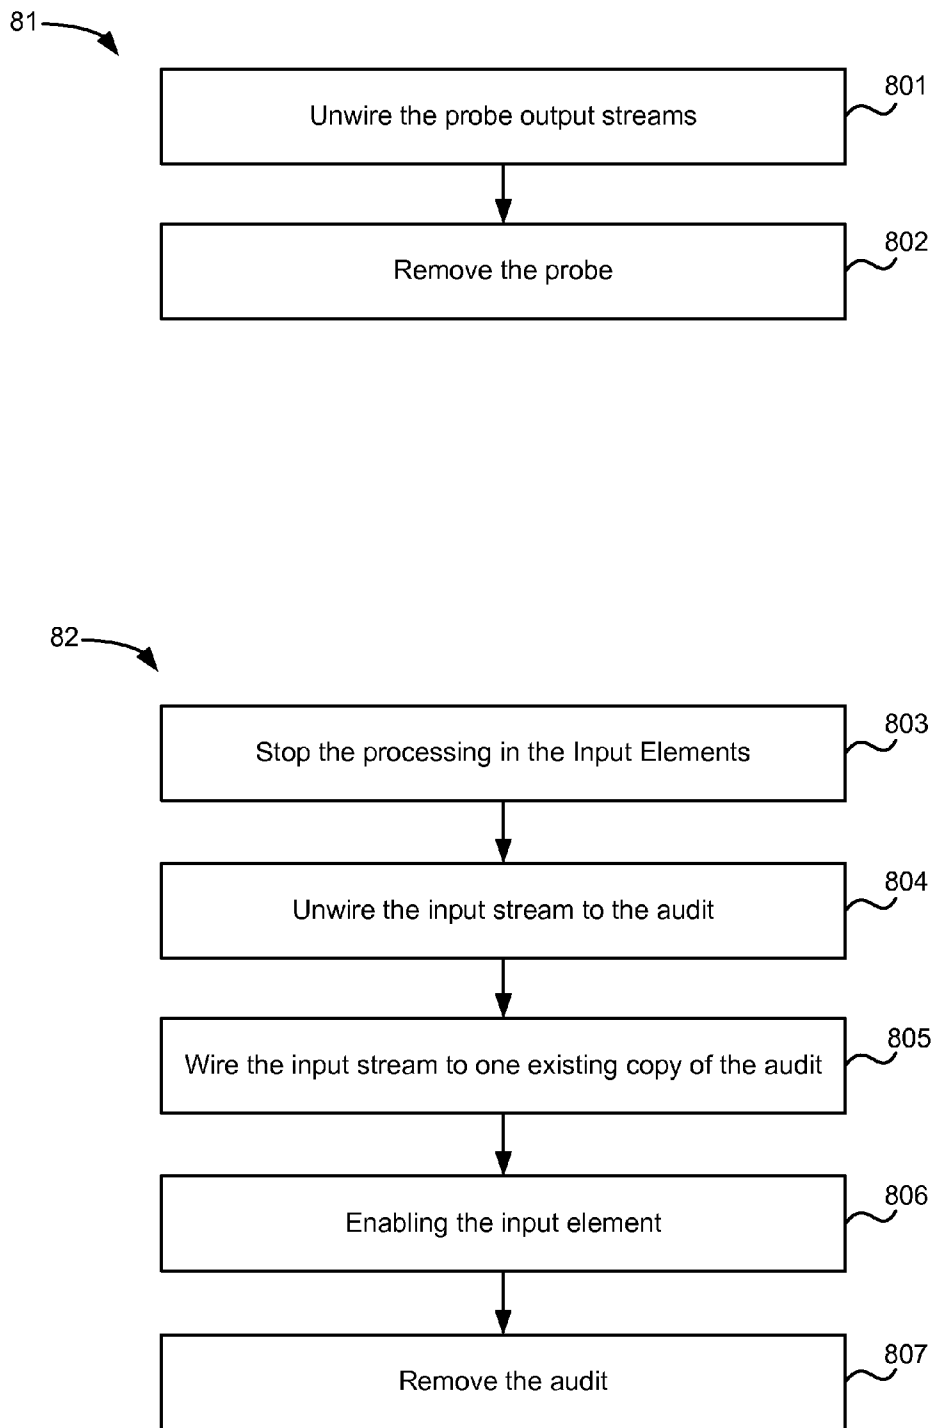 81
Unwire the probe output streams
801
Remove the probe
802
82
Stop the processing in the Input Elements
803
Unwire the input stream to the audit
804
Wire the input stream to one existing copy of the audit
805
Enabling the input element
806
Remove the audit
807